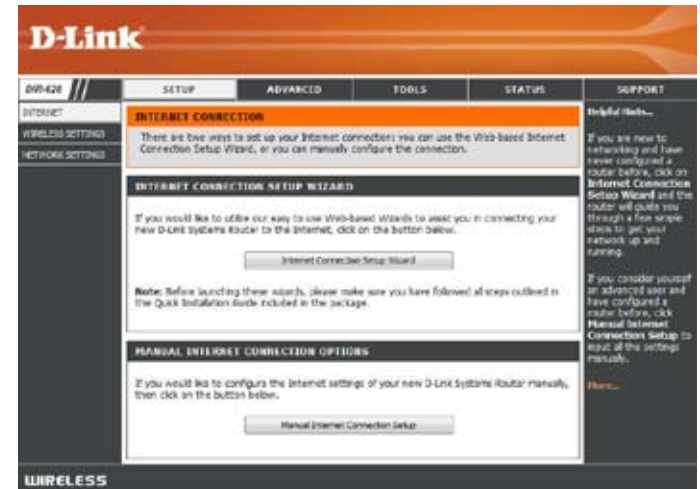 D-Link
DIR-628
SETUP
ADVANCED
TOOLS
STATUS
SUPPORT
INTERNET
WIRELESS SETTINGS
NETWORK SETTINGS
INTERNET CONNECTION
There are two ways to set up your Internet connection: you can use the Web-based Internet
Connection Setup Wizard, or you can manually configure the connection.
INTERNET CONNECTION SETUP WIZARD
If you would like to utilize our easy to use Web-based Wizards to assist you in connecting your
new D-Link Systems Router to the Internet, click on the button below.
Internet Connection Setup Wizard
Note: Before launching these wizards, please make sure you have followed all steps outlined in
the Quick Installation Guide included in the package.
MANUAL INTERNET CONNECTION OPTIONS
If you would like to configure the Internet settings of your new D-Link Systems Router manually,
then click on the button below.
Manual Internet Connection Setup
Helpful Hints...
If you are new to
networking and have
never configured a
router before, click on
Internet Connection
Setup Wizard and the
router will guide you
through a few simple
steps to get your
network up and
running.
If you consider yourself
an advanced user and
have configured a
router before, click
Manual Internet
Connection Setup to
input all the settings
manually.
More...
WIRELESS